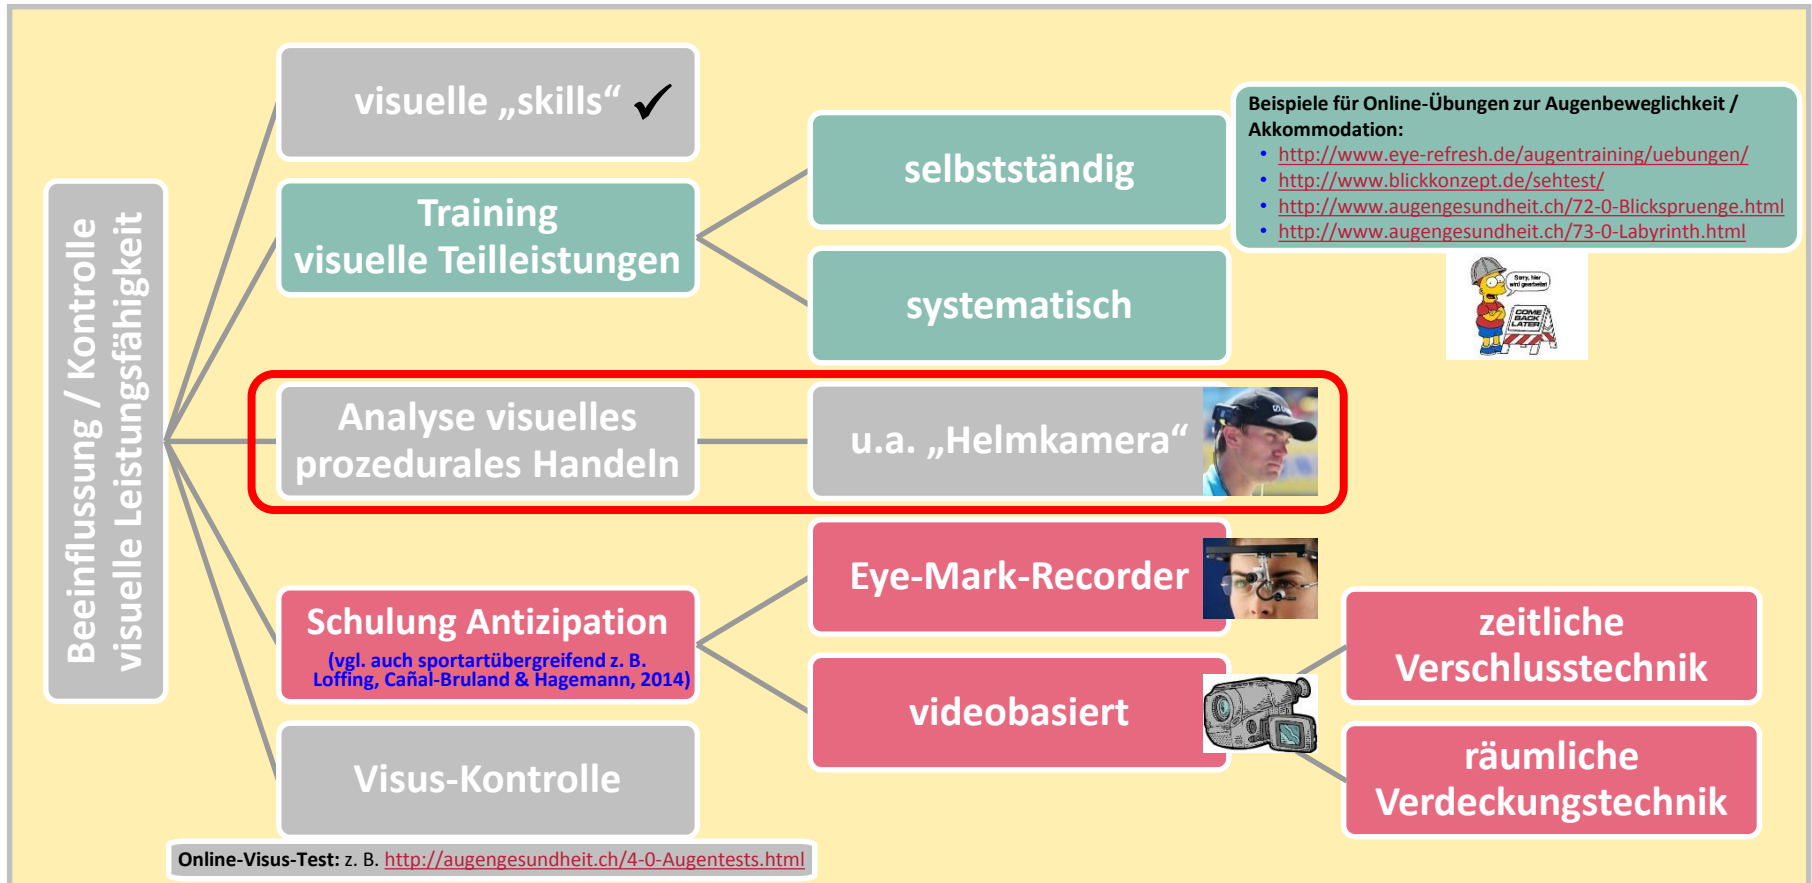 Beeinflussung / Kontrolle
visuelle Leistungsfähigkeit
visuelle „skills“ ✓
Training
visuelle Teilleistungen
selbstständig
systematisch
Beispiele für Online-Übungen zur Augenbeweglichkeit /
Akkommodation:
• http://www.eye-refresh.de/augentraining/uebungen/
• http://www.blickkonzept.de/sehtest/
• http://www.augengesundheit.ch/72-0-Blickspruenge.html
• http://www.augengesundheit.ch/73-0-Labyrinth.html
Sorry, hier
wird gearbeitet
COME
BACK
LATER
Analyse visuelles
prozedurales Handeln
u.a. „Helmkamera“
Schulung Antizipation
(vgl. auch sportartübergreifend z. B.
Loffing, Cañal-Bruland & Hagemann, 2014)
Eye-Mark-Recorder
videobasiert
zeitliche
Verschlusstechnik
räumliche
Verdeckungstechnik
Visus-Kontrolle
Online-Visus-Test: z. B. http://augengesundheit.ch/4-0-Augentests.html